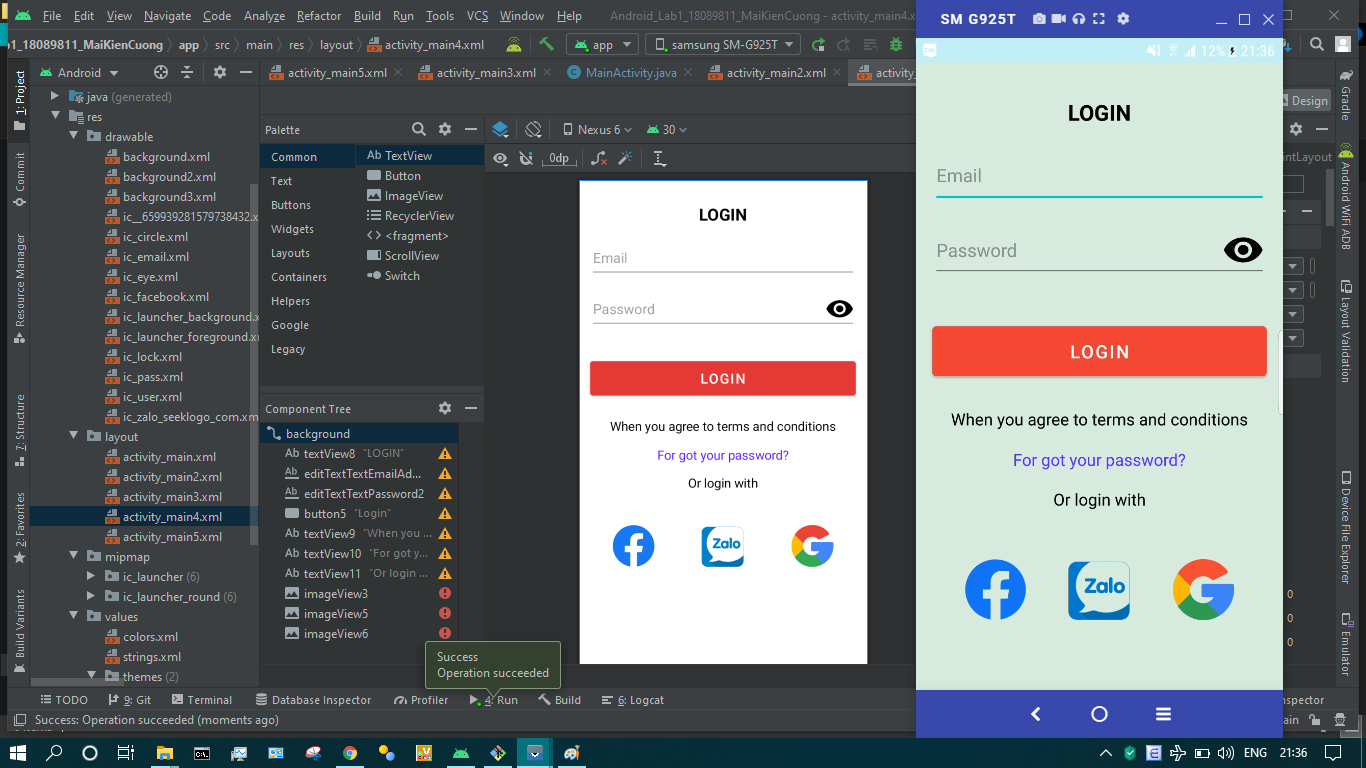 File Edit View Navigate Code Analyze Refactor Build Run Tools VCS Window Help Android_Lab1_18089811_MaiKienCuong - activity_main4.x
b1_18089811_MaiKienCuong app src main res layout activity_main4.xml app samsung SM-G925T
1: Project
Commit
Resource Manager
7: Structure
2: Favorites
Build Variants
Android
java (generated)
res
drawable
background.xml
background2.xml
background3.xml
ic__659939281579738432.x
ic_circle.xml
ic_email.xml
ic_eye.xml
ic_facebook.xml
ic_launcher_background.x
ic_launcher_foreground.xm
ic_lock.xml
ic_pass.xml
ic_user.xml
ic_zalo_seeklogo_com.xm
layout
activity_main.xml
activity_main2.xml
activity_main3.xml
activity_main4.xml
activity_main5.xml
mipmap
ic_launcher (6)
ic_launcher_round (6)
values
colors.xml
strings.xml
themes (2)
activity_main5.xml activity_main3.xml MainActivity.java activity_main2.xml activity_
Palette
Common
Text
Buttons
Widgets
Layouts
Containers
Helpers
Google
Legacy
Ab TextView
Button
ImageView
RecyclerView
<> <fragment>
ScrollView
Switch
Component Tree
background
Ab textView8 "LOGIN"
Ab editTextTextEmailAd...
Ab editTextTextPassword2
button5 "Login"
Ab textView9 "When you ...
Ab textView10 "For got y...
Ab textView11 "Or login ...
imageView3
imageView5
imageView6
Nexus 6 30
0dp
LOGIN
Email
Password
LOGIN
When you agree to terms and conditions
For got your password?
Or login with
Zalo
Success
Operation succeeded
SM G925T
Zalo 12% 21:36
LOGIN
Email
Password
LOGIN
When you agree to terms and conditions
For got your password?
Or login with
Zalo
Design
intLayout
0
0
0
Gradle
Android WiFi ADB
Layout Validation
Device File Explorer
Emulator
TODO 9: Git Terminal Database Inspector Profiler 4: Run Build 6: Logcat
spector
Success: Operation succeeded (moments ago)
ain
ENG 21:36